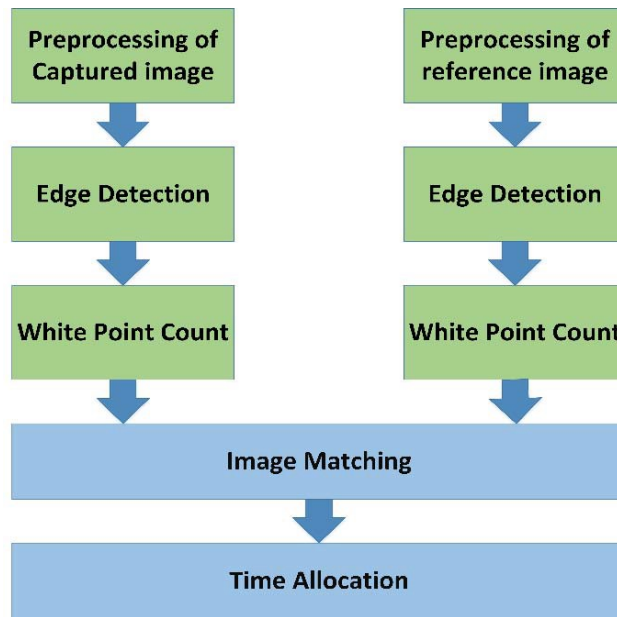 Preprocessing of
Captured image
Preprocessing of
reference image
Edge Detection
Edge Detection
White Point Count
White Point Count
Image Matching
Time Allocation